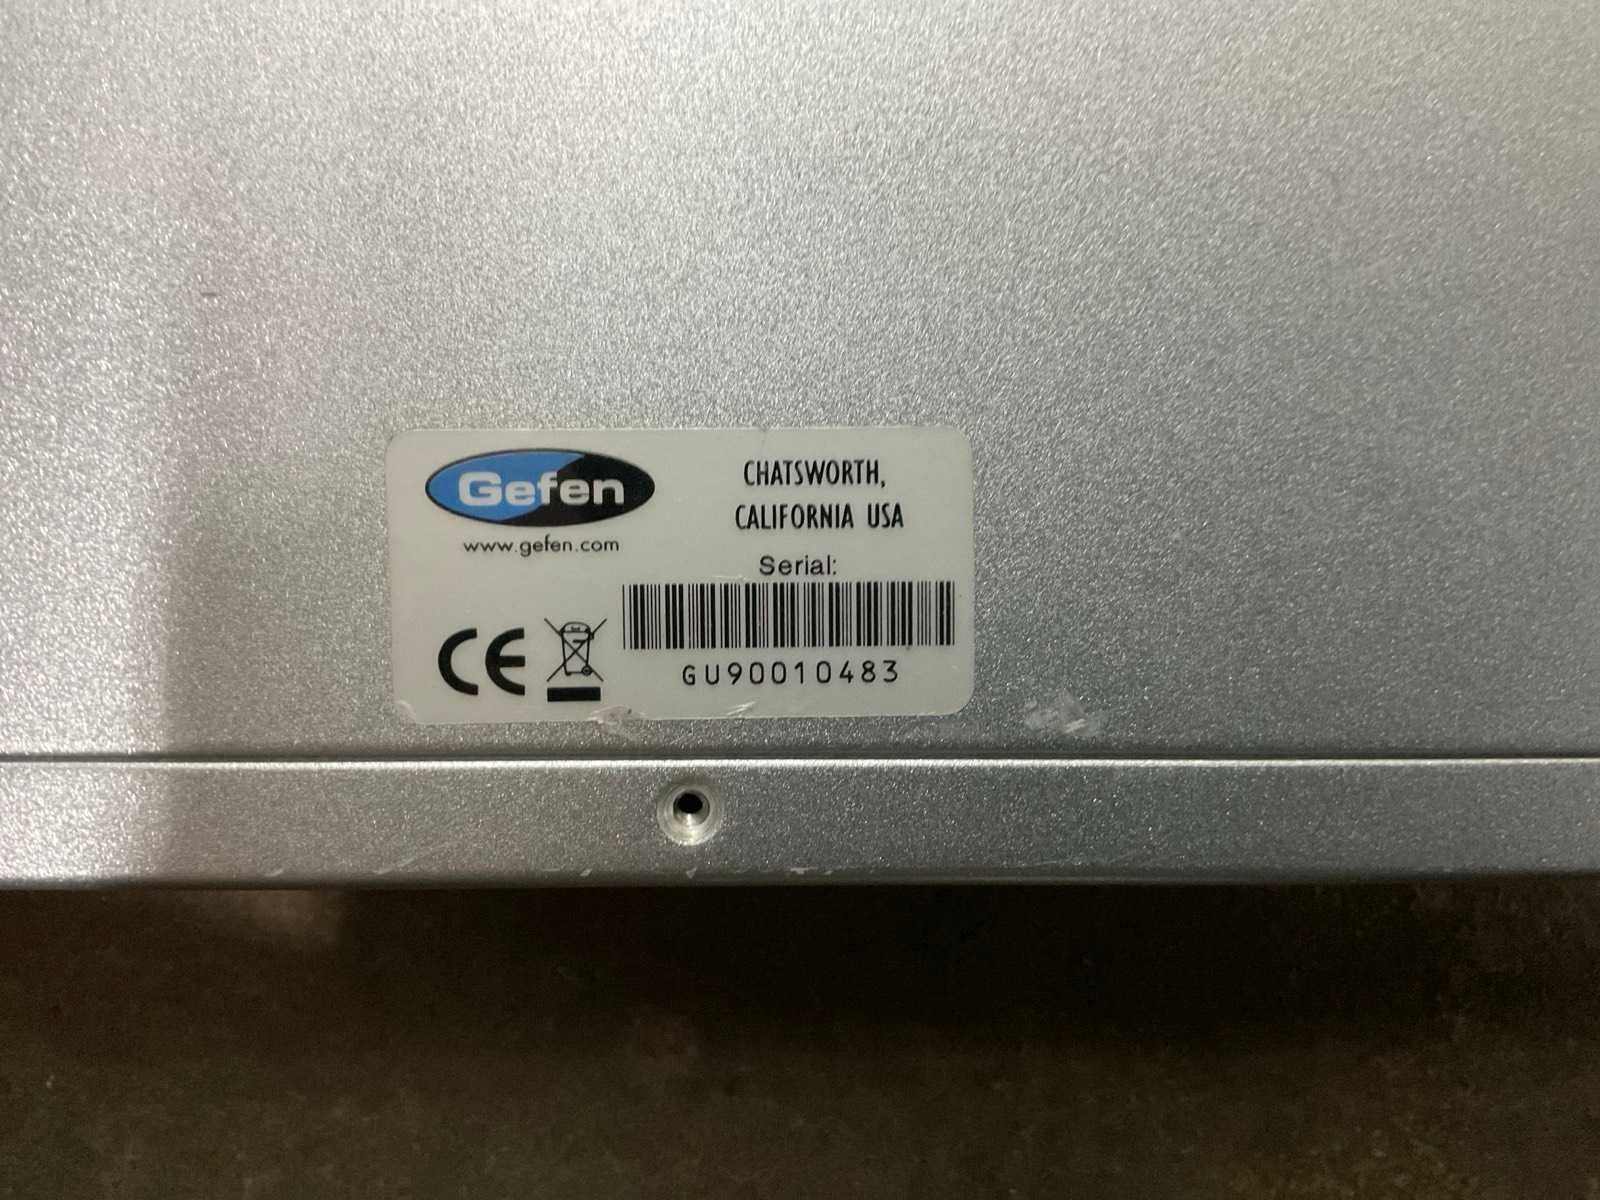 Gefen
www.gefen.com
CHATSWORTH,
CALIFORNIA USA
Serial:
GU90010483
CE